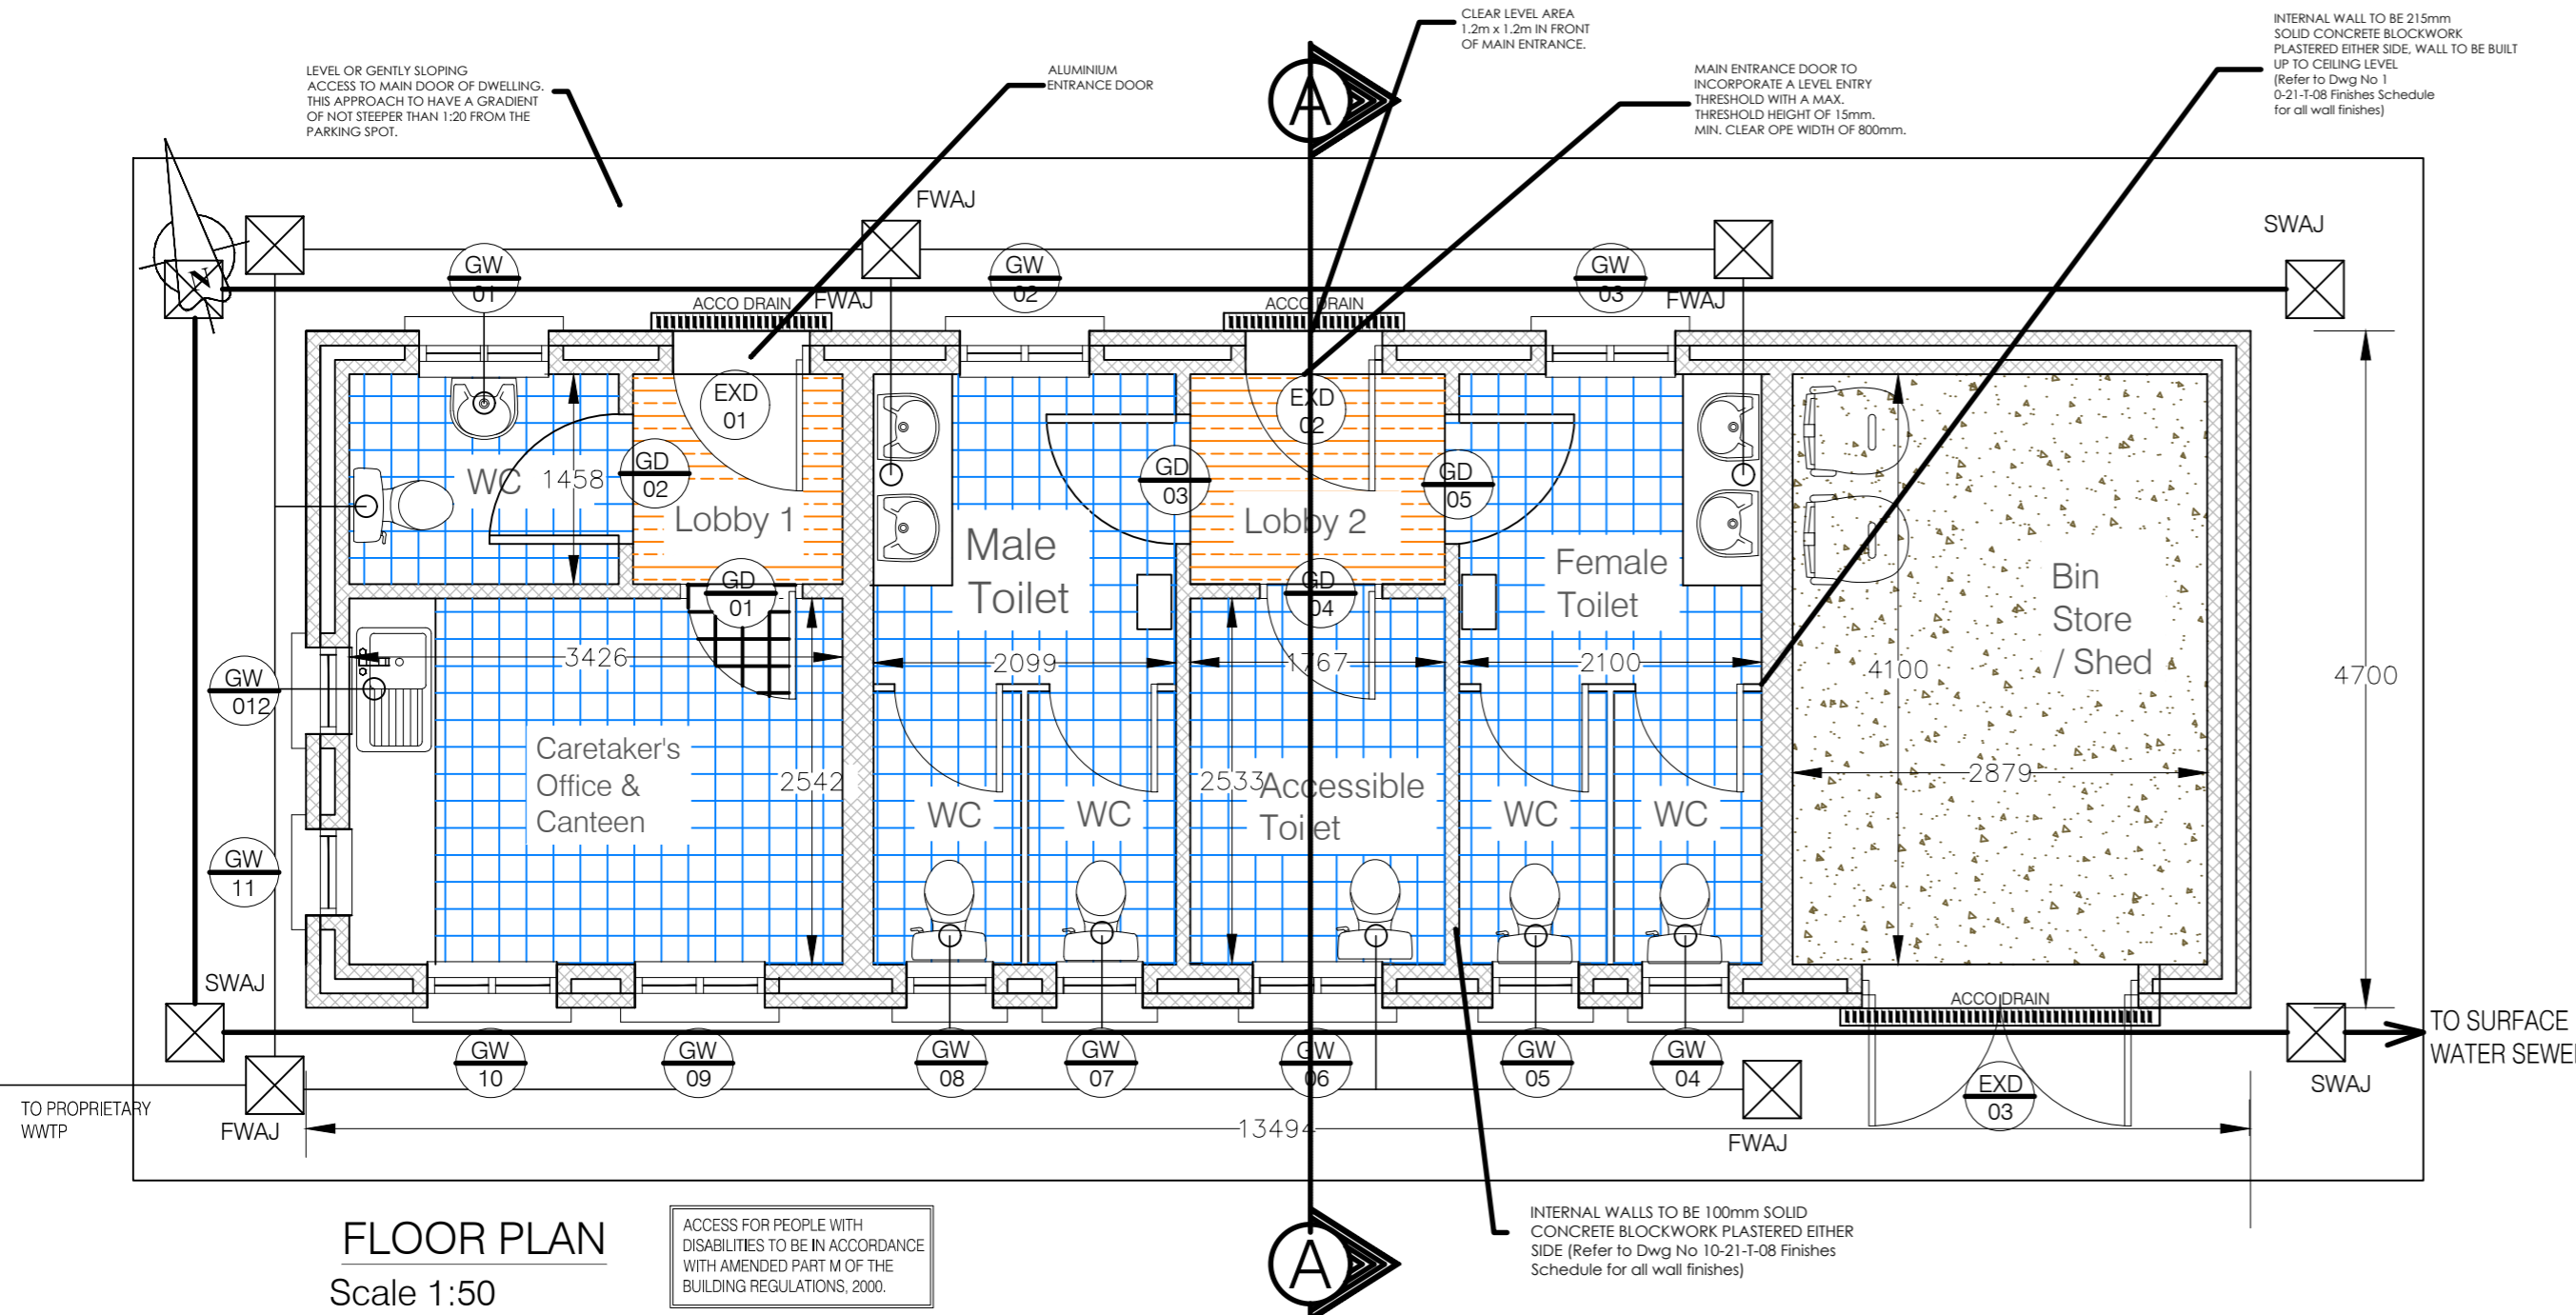 CLEAR LEVEL AREA
1.2m x 1.2m IN FRONT
OF MAIN ENTRANCE.
INTERNAL WALL TO BE 215mm
SOLID CONCRETE BLOCKWORK
PLASTERED EITHER SIDE, WALL TO BE BUILT
UP TO CEILING LEVEL
(Refer to Dwg No 1
0-21-T-08 Finishes Schedule
for all wall finishes)
LEVEL OR GENTLY SLOPING
ACCESS TO MAIN DOOR OF DWELLING.
THIS APPROACH TO HAVE A GRADIENT
OF NOT STEEPER THAN 1:20 FROM THE
PARKING SPOT.
ALUMINIUM
ENTRANCE DOOR
MAIN ENTRANCE DOOR TO
INCORPORATE A LEVEL ENTRY
THRESHOLD WITH A MAX.
THRESHOLD HEIGHT OF 15mm.
MIN. CLEAR OPE WIDTH OF 800mm.
A
FWAJ
SWAJ
N
GW
01
GW
02
GW
03
ACCO DRAIN
FWAJ
ACCO DRAIN
FWAJ
EXD
01
EXD
02
WC
1458
GD
02
Lobby 1
GD
03
Lobby 2
GD
05
Male
Toilet
Female
Toilet
GD
01
GD
04
Bin
Store
/ Shed
3426
2099
1767
2100
4100
4700
GW
012
Caretaker's
Office &
Canteen
2542
2533
Accessible
Toilet
2879
WC
WC
WC
WC
GW
11
SWAJ
ACCO DRAIN
TO SURFACE
WATER SEWE
GW
10
GW
09
GW
08
GW
07
GW
06
GW
05
GW
04
EXD
03
SWAJ
TO PROPRIETARY
WWTP
FWAJ
13494
FWAJ
FLOOR PLAN
Scale 1:50
ACCESS FOR PEOPLE WITH
DISABILITIES TO BE IN ACCORDANCE
WITH AMENDED PART M OF THE
BUILDING REGULATIONS, 2000.
A
INTERNAL WALLS TO BE 100mm SOLID
CONCRETE BLOCKWORK PLASTERED EITHER
SIDE (Refer to Dwg No 10-21-T-08 Finishes
Schedule for all wall finishes)